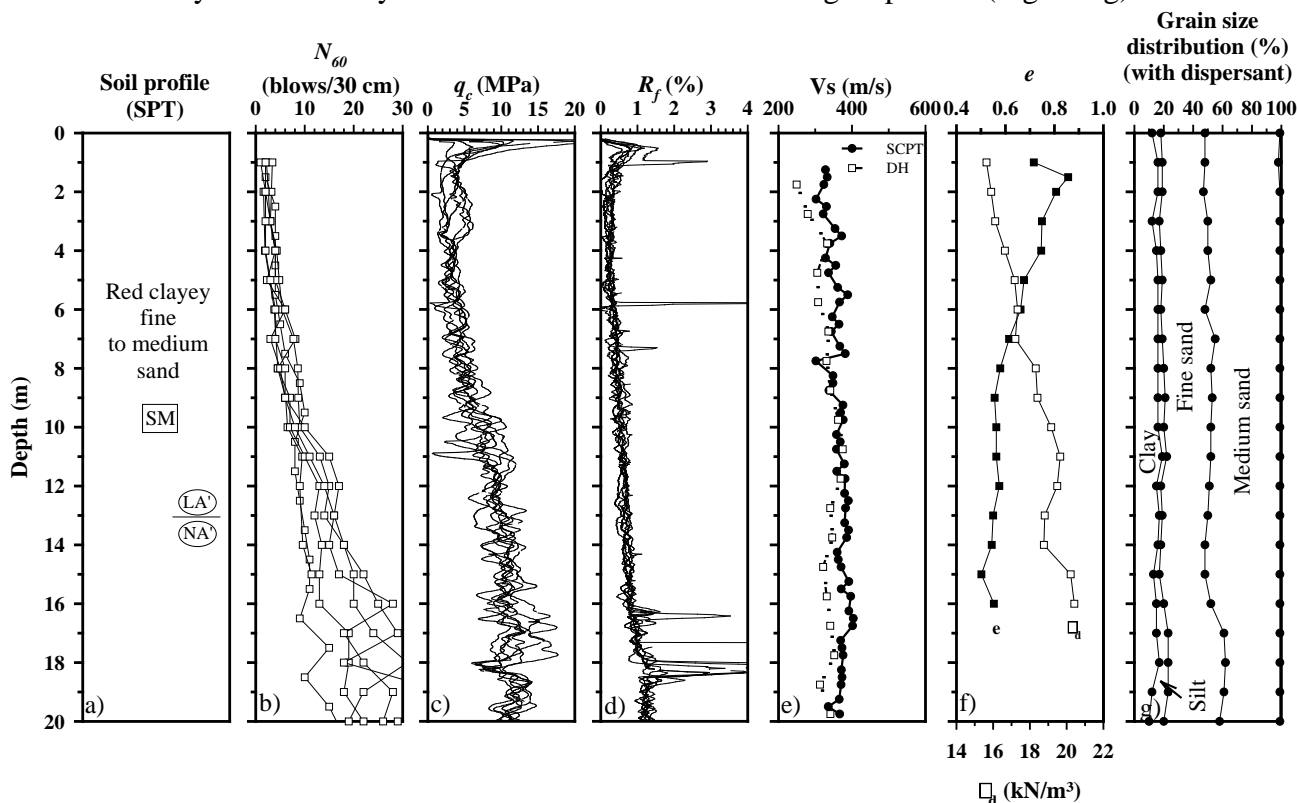 Grain size
distribution (%)
(with dispersant)
0 20 40 60 80 100
Soil profile
(SPT)
N60
(blows/30 cm)
0 5 10 15 20 25 30
qc (MPa)
0 5 10 15 20
Rf (%)
0 1 2 3 4
Vs (m/s)
200 400 600
e
0.4 0.6 0.8 1.0
Depth (m)
0
2
4
6
8
10
12
14
16
18
20
Red clayey
fine
to medium
sand
SM
LA'
NA'
SCPT
DH
e
□d
Clay
Fine sand
Medium sand
Silt
a)
b)
c)
d)
e)
f)
g)
14 16 18 20 22
□d (kN/m³)